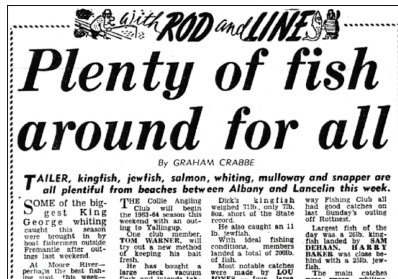 with ROD and LINE
Plenty of fish
around for all
By GRAHAM CRABBE
TAILER, kingfish, jewfish, salmon, whiting, mulloway and snapper are
all plentiful from beaches between Albany and Lancelin this week.
SOME of the big-
gest King
George whiting
caught this season
were brought in by
boat fishermen outside
Fremantle after out-
ings last weekend.
At Moore River—
perhaps the best fish-
THE Collie Angling
Club will begin
the 1963-64 season this
weekend with an out-
ing to Yallingup.
One club member,
TOM WARNER, will
try out a new method
of keeping his bait
He has bought a
large neck vacuum
Dick's kingfish
weighed 71lb., only 7lb.
8oz. short of the State
record.
He also caught an 11
lb. jewfish.
With ideal fishing
conditions, members
landed a total of 200lb.
of fish.
More notable catches
were made by LOU
way Fishing Club all
had good catches on
last Sunday's outing
off Rottnest.
Largest fish of the
day was a 35lb. king-
fish landed by SAM
DEHAN. HARRY
BAKER was close be-
hind with a 26lb. jew-
fish.
The main catches